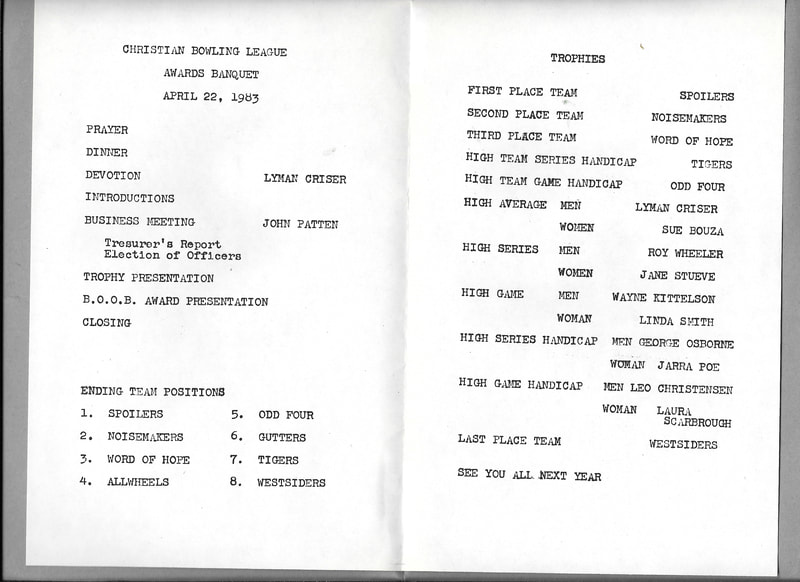 CHRISTIAN BOWLING LEAGUE
AWARDS BANQUET
APRIL 22, 1983
PRAYER
DINNER
DEVOTION LYMAN CRISER
INTRODUCTIONS
BUSINESS MEETING JOHN PATTEN
Tresurer's Report
Election of Officers
TROPHY PRESENTATION
B.O.O.B. AWARD PRESENTATION
CLOSING
ENDING TEAM POSITIONS
1. SPOILERS 5. ODD FOUR
2. NOISEMAKERS 6. GUTTERS
3. WORD OF HOPE 7. TIGERS
4. ALLWHEELS 8. WESTSIDERS
TROPHIES
FIRST PLACE TEAM SPOILERS
SECOND PLACE TEAM NOISEMAKERS
THIRD PLACE TEAM WORD OF HOPE
HIGH TEAM SERIES HANDICAP TIGERS
HIGH TEAM GAME HANDICAP ODD FOUR
HIGH AVERAGE MEN LYMAN CRISER
WOMEN SUE BOUZA
HIGH SERIES MEN ROY WHEELER
WOMEN JANE STUEVE
HIGH GAME MEN WAYNE KITTELSON
WOMAN LINDA SMITH
HIGH SERIES HANDICAP MEN GEORGE OSBORNE
WOMAN JARRA POE
HIGH GAME HANDICAP MEN LEO CHRISTENSEN
WOMAN LAURA
SCARBROUGH
LAST PLACE TEAM WESTSIDERS
SEE YOU ALL NEXT YEAR